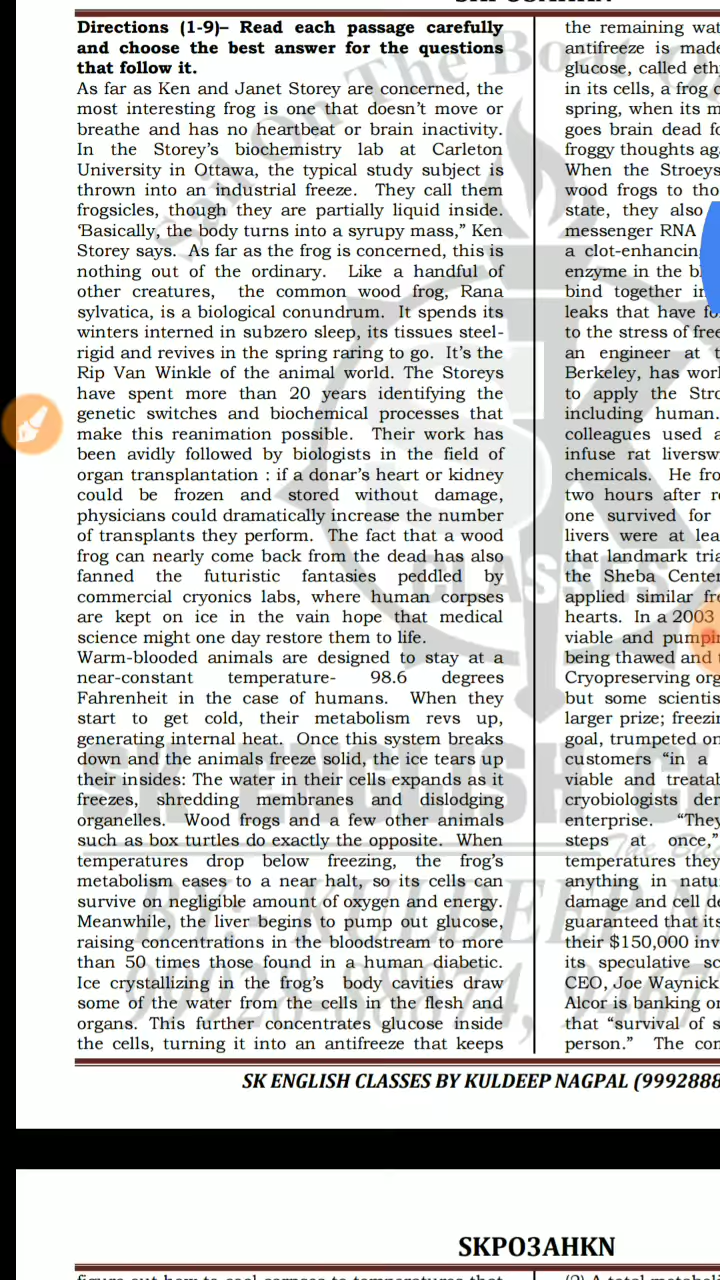 Directions (1-9)– Read each passage carefully
and choose the best answer for the questions
that follow it.
As far as Ken and Janet Storey are concerned, the
most interesting frog is one that doesn't move or
breathe and has no heartbeat or brain inactivity.
In the Storey's biochemistry lab at Carleton
University in Ottawa, the typical study subject is
thrown into an industrial freeze. They call them
frogsicles, though they are partially liquid inside.
'Basically, the body turns into a syrupy mass,” Ken
Storey says. As far as the frog is concerned, this is
nothing out of the ordinary. Like a handful of
other creatures, the common wood frog, Rana
sylvatica, is a biological conundrum. It spends its
winters interned in subzero sleep, its tissues steel-
rigid and revives in the spring raring to go. It's the
Rip Van Winkle of the animal world. The Storeys
have spent more than 20 years identifying the
genetic switches and biochemical processes that
make this reanimation possible. Their work has
been avidly followed by biologists in the field of
organ transplantation : if a donar's heart or kidney
could be frozen and stored without damage,
physicians could dramatically increase the number
of transplants they perform. The fact that a wood
frog can nearly come back from the dead has also
fanned the futuristic fantasies peddled by
commercial cryonics labs, where human corpses
are kept on ice in the vain hope that medical
science might one day restore them to life.
Warm-blooded animals are designed to stay at a
near-constant temperature- 98.6 degrees
Fahrenheit in the case of humans. When they
start to get cold, their metabolism revs up,
generating internal heat. Once this system breaks
down and the animals freeze solid, the ice tears up
their insides: The water in their cells expands as it
freezes, shredding membranes and dislodging
organelles. Wood frogs and a few other animals
such as box turtles do exactly the opposite. When
temperatures drop below freezing, the frog's
metabolism eases to a near halt, so its cells can
survive on negligible amount of oxygen and energy.
Meanwhile, the liver begins to pump out glucose,
raising concentrations in the bloodstream to more
than 50 times those found in a human diabetic.
Ice crystallizing in the frog's body cavities draw
some of the water from the cells in the flesh and
organs. This further concentrates glucose inside
the cells, turning it into an antifreeze that keeps
the remaining wat
antifreeze is made
glucose, called eth
in its cells, a frog c
spring, when its m
goes brain dead fo
froggy thoughts ag
When the Stroeys
wood frogs to tho
state, they also
messenger RNA
a clot-enhancin
enzyme in the bl
bind together in
leaks that have fo
to the stress of free
an engineer at t
Berkeley, has worl
to apply the Stro
including human.
colleagues used a
infuse rat liverswi
chemicals. He fro
two hours after re
one survived for
livers were at lea
that landmark tria
the Sheba Center
applied similar fre
hearts. In a 2003
viable and pumpin
being thawed and t
Cryopreserving org
but some scientis
larger prize; freezin
goal, trumpeted on
customers “in a
viable and treatab
cryobiologists der
enterprise. “They
steps at once,”
temperatures they
anything in natu
damage and cell de
guaranteed that its
their $150,000 inv
its speculative sc
CEO, Joe Waynick
Alcor is banking on
that “survival of s
person.” The con
SK ENGLISH CLASSES BY KULDEEP NAGPAL (9992888
SKPO3AHKN